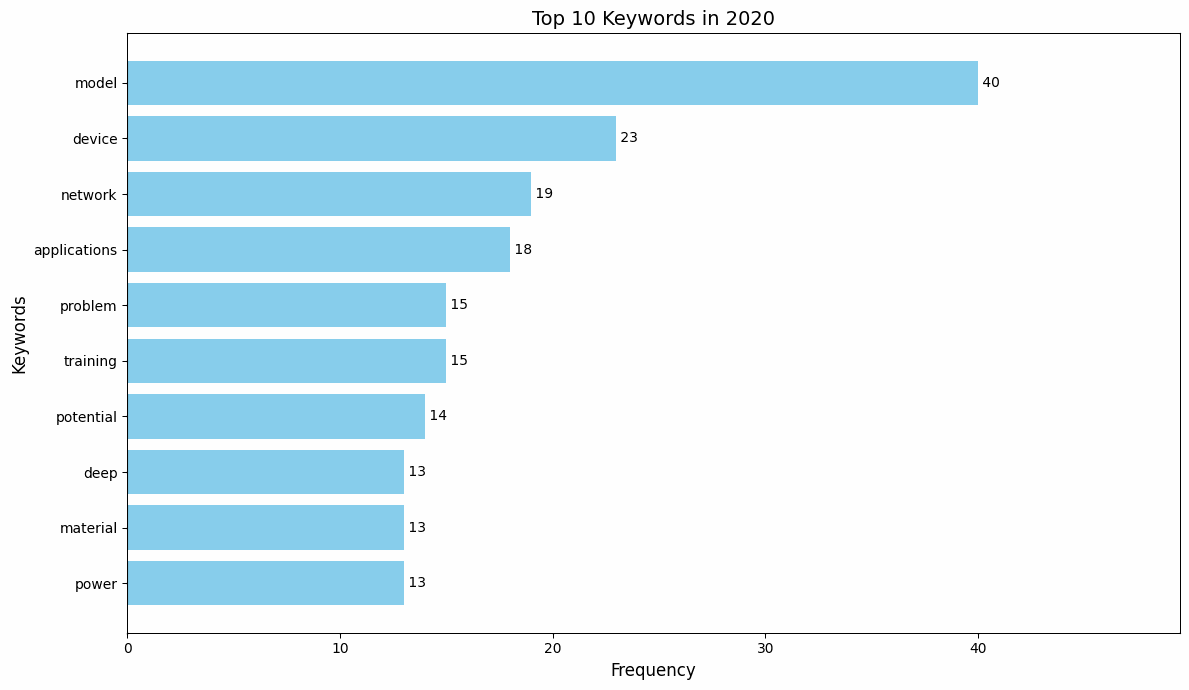 Top 10 Keywords in 2020
Keywords
model 40
device 23
network 19
applications 18
problem 15
training 15
potential 14
deep 13
material 13
power 13
0 10 20 30 40
Frequency